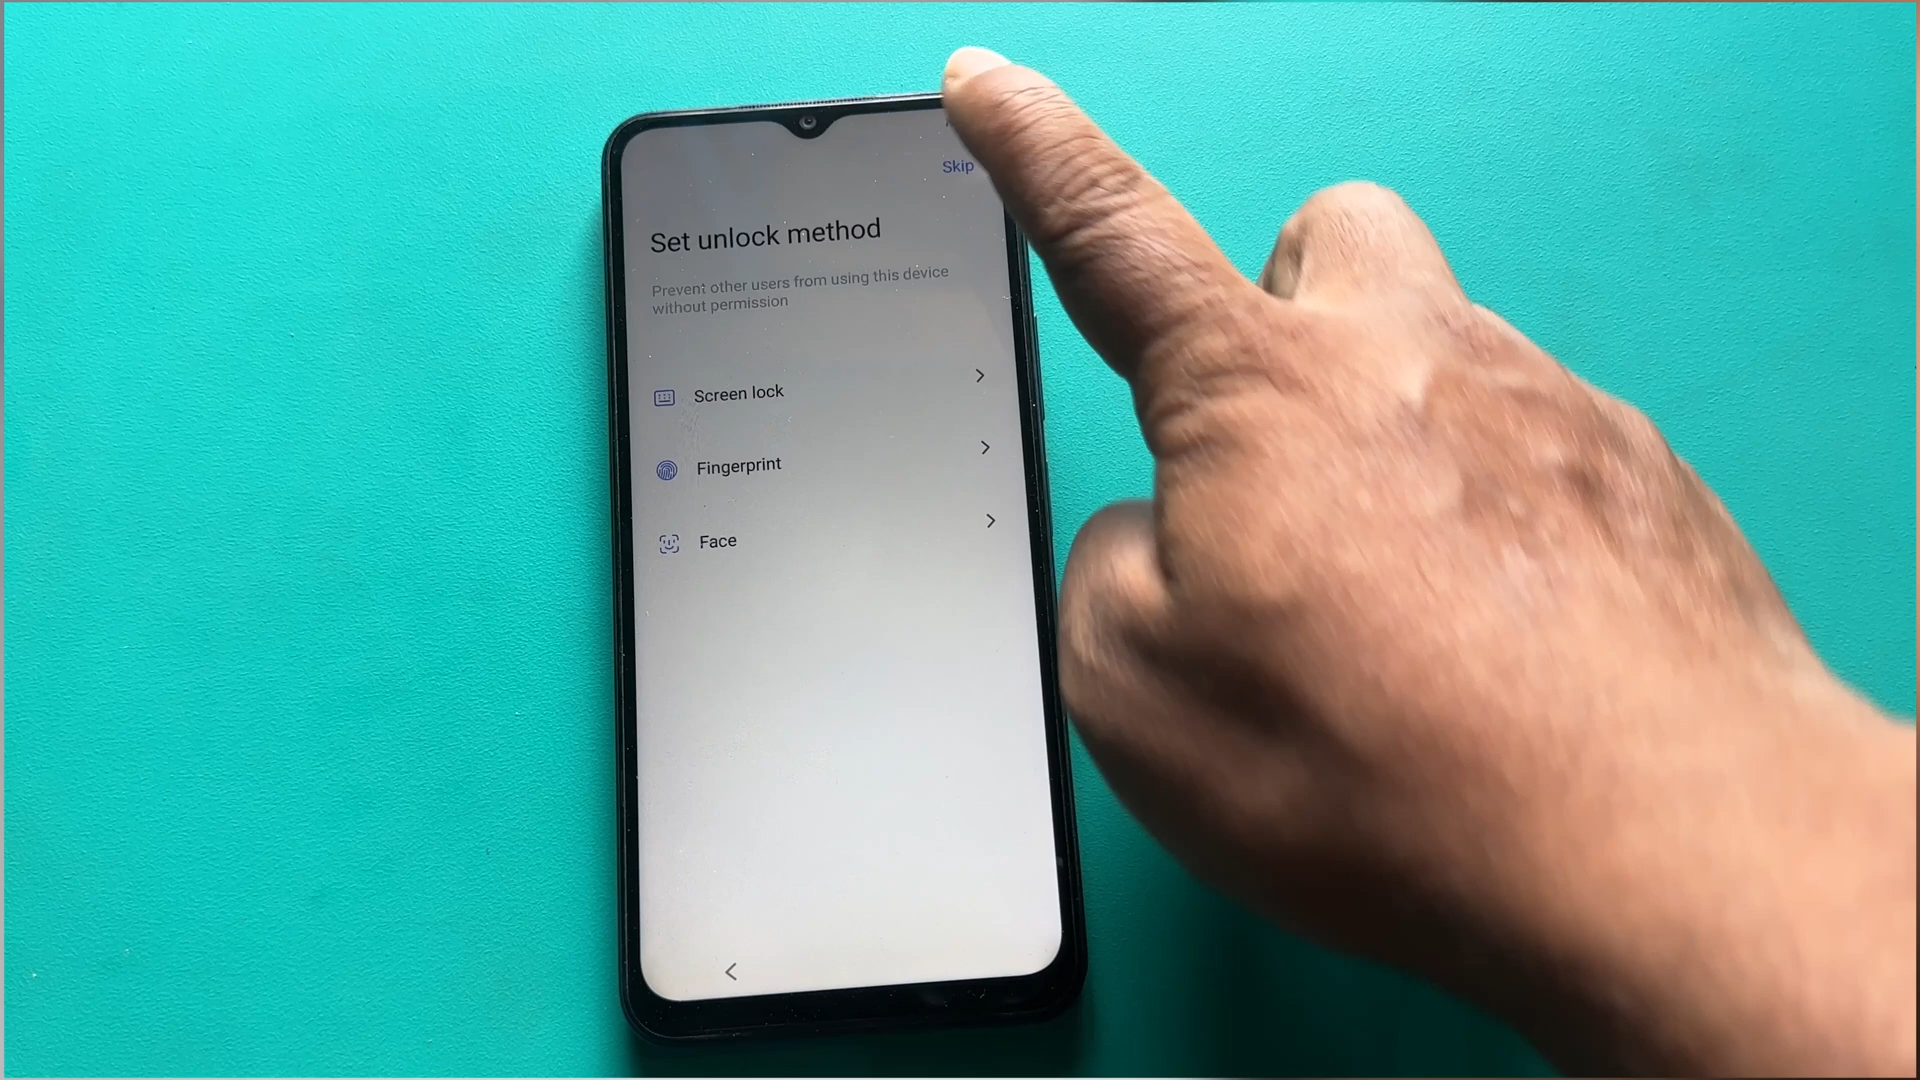 Skip
Set unlock method
Prevent other users from using this device
without permission
Screen lock
Fingerprint
Face